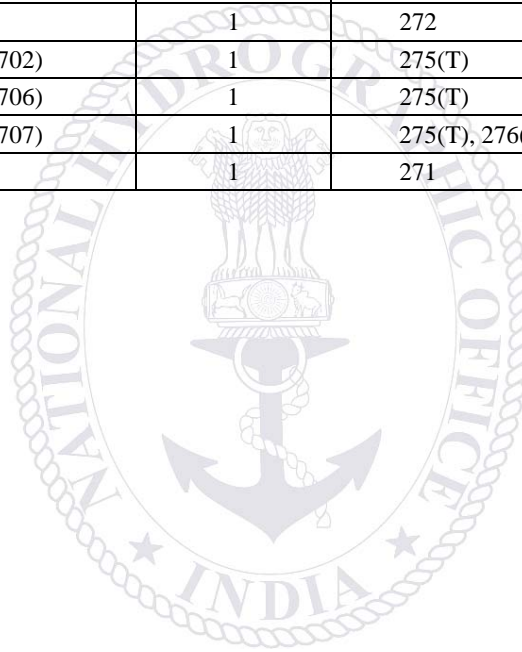 1 272
702) 1 275(T)
706) 1 275(T)
707) 1 275(T), 276(
1 271
NATIONAL HYDROGRAPHIC OFFICE
★ INDIA ★